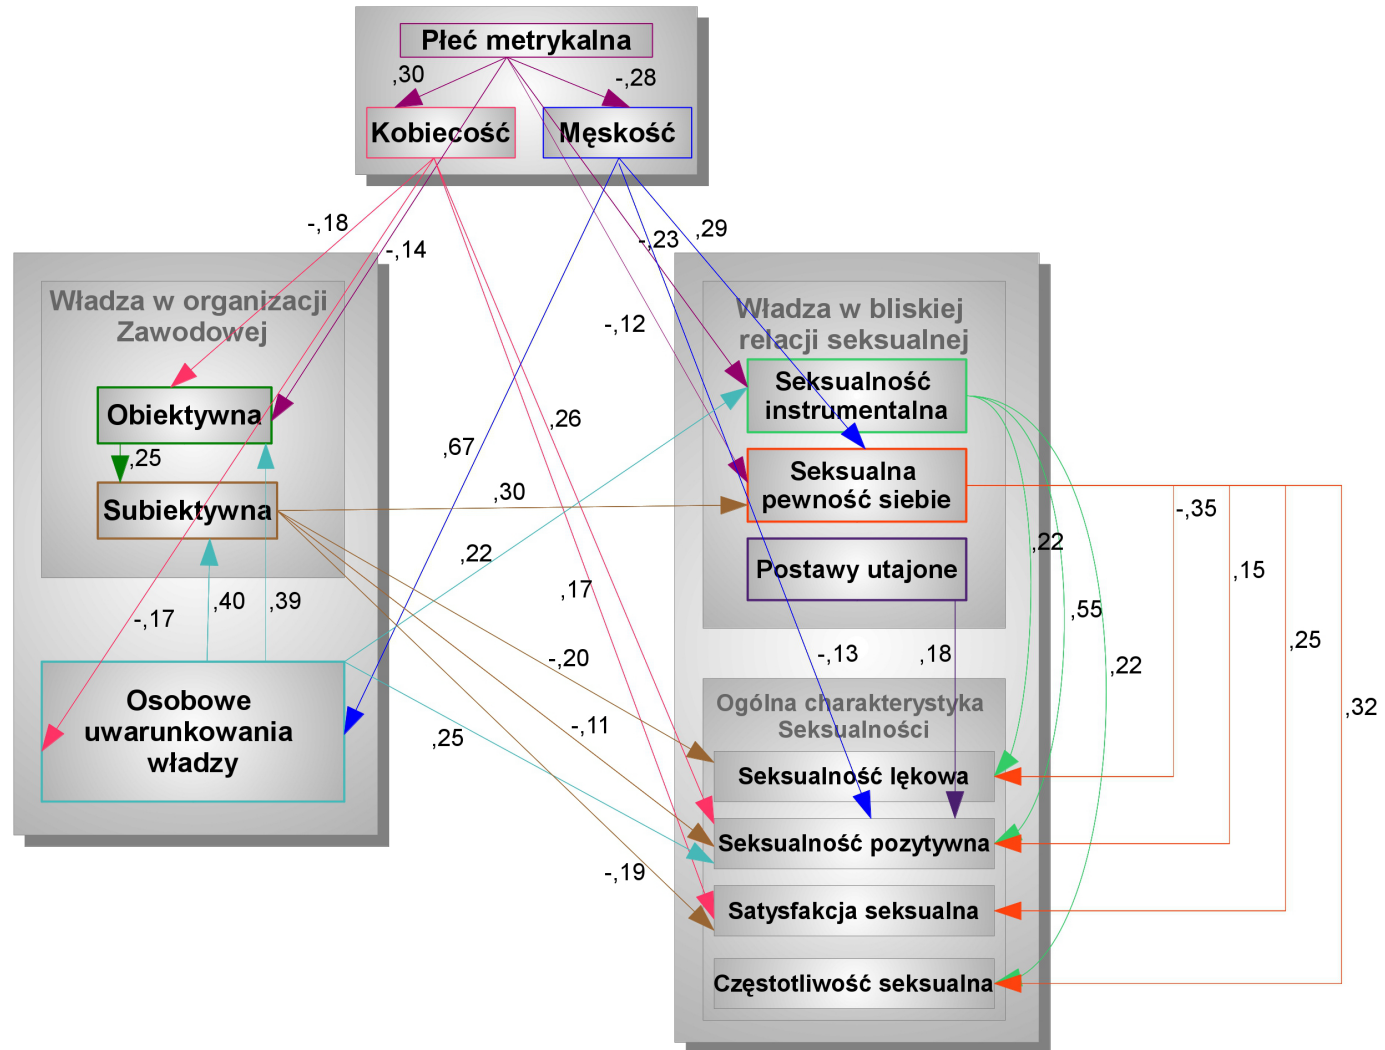 Płeć metrykalna
,30
-,28
Kobiecość
Męskość
-,18
-,14
-,23
,29
Władza w organizacji
Zawodowej
Władza w bliskiej
relacji seksualnej
-,12
Obiektywna
Seksualność
instrumentalna
,25
,67
,26
Subiektywna
,30
Seksualna
pewność siebie
-,35
,22
,22
Postawy utajone
,15
-,17
,40
,39
,17
,55
,25
-,20
-,13
,18
,22
Osobowe
uwarunkowania
władzy
-,11
,25
,32
Ogólna charakterystyka
Seksualności
Seksualność lękowa
Seksualność pozytywna
-,19
Satysfakcja seksualna
Częstotliwość seksualna